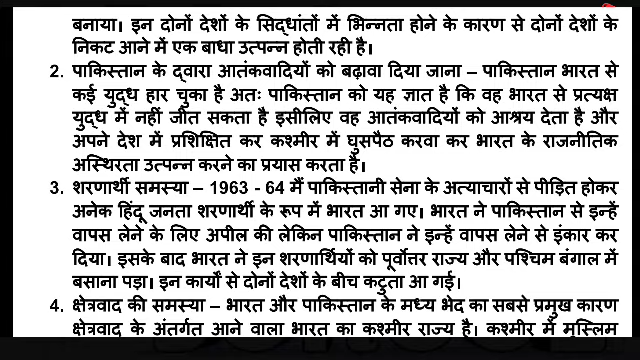 बनाया। इन दोनों देशों के सिद्धांतों में भिन्नता होने के कारण से दोनों देशों के
निकट आने में एक बाधा उत्पन्न होती रही है।
2. पाकिस्तान के द्वारा आतंकवादियों को बढ़ावा दिया जाना – पाकिस्तान भारत से
कई युद्ध हार चुका है अतः पाकिस्तान को यह ज्ञात है कि वह भारत से प्रत्यक्ष
युद्ध में नहीं जीत सकता है इसीलिए वह आतंकवादियों को आश्रय देता है और
अपने देश में प्रशिक्षित कर कश्मीर में घुसपैठ करवा कर भारत के राजनीतिक
अस्थिरता उत्पन्न करने का प्रयास करता है।
3. शरणार्थी समस्या – 1963 - 64 में पाकिस्तानी सेना के अत्याचारों से पीड़ित होकर
अनेक हिंदू जनता शरणार्थी के रूप में भारत आ गए। भारत ने पाकिस्तान से इन्हें
वापस लेने के लिए अपील की लेकिन पाकिस्तान ने इन्हें वापस लेने से इंकार कर
दिया। इसके बाद भारत ने इन शरणार्थियों को पूर्वोत्तर राज्य और पश्चिम बंगाल में
बसाना पड़ा। इन कार्यों से दोनों देशों के बीच कटुता आ गई।
4. क्षेत्रवाद की समस्या – भारत और पाकिस्तान के मध्य भेद का सबसे प्रमुख कारण
क्षेत्रवाद के अंतर्गत आने वाला भारत का कश्मीर राज्य है। कश्मीर में मुस्लिम